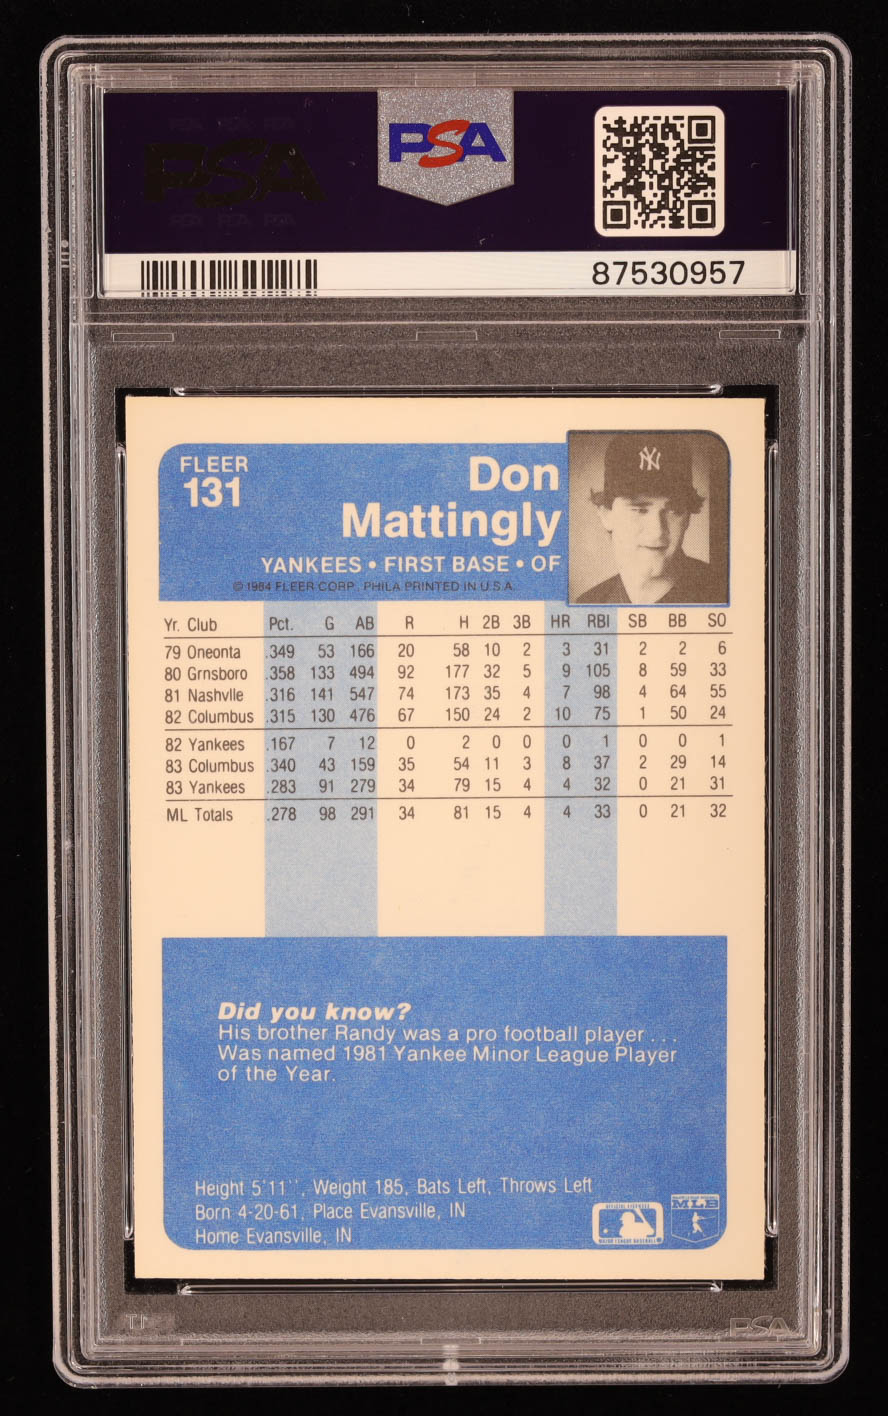 PSA
PSA
87530957
FLEER
131
Don
Mattingly
YANKEES • FIRST BASE • OF
© 1984 FLEER CORP. PHILA PRINTED IN U.S.A.
NY
Yr. Club Pct. G AB R H 2B 3B HR RBI SB BB SO
79 Oneonta .349 53 166 20 58 10 2 3 31 2 2 6
80 Grnsboro .358 133 494 92 177 32 5 9 105 8 59 33
81 Nashvlle .316 141 547 74 173 35 4 7 98 4 64 55
82 Columbus .315 130 476 67 150 24 2 10 75 1 50 24
82 Yankees .167 7 12 0 2 0 0 0 1 0 0 1
83 Columbus .340 43 159 35 54 11 3 8 37 2 29 14
83 Yankees .283 91 279 34 79 15 4 4 32 0 21 31
ML Totals .278 98 291 34 81 15 4 4 33 0 21 32
Did you know?
His brother Randy was a pro football player . . .
Was named 1981 Yankee Minor League Player
of the Year.
Height 5'11'', Weight 185, Bats Left, Throws Left
Born 4-20-61, Place Evansville, IN
Home Evansville, IN
OFFICIAL LICENSEE
MAJOR LEAGUE BASEBALL
MLB
PSA